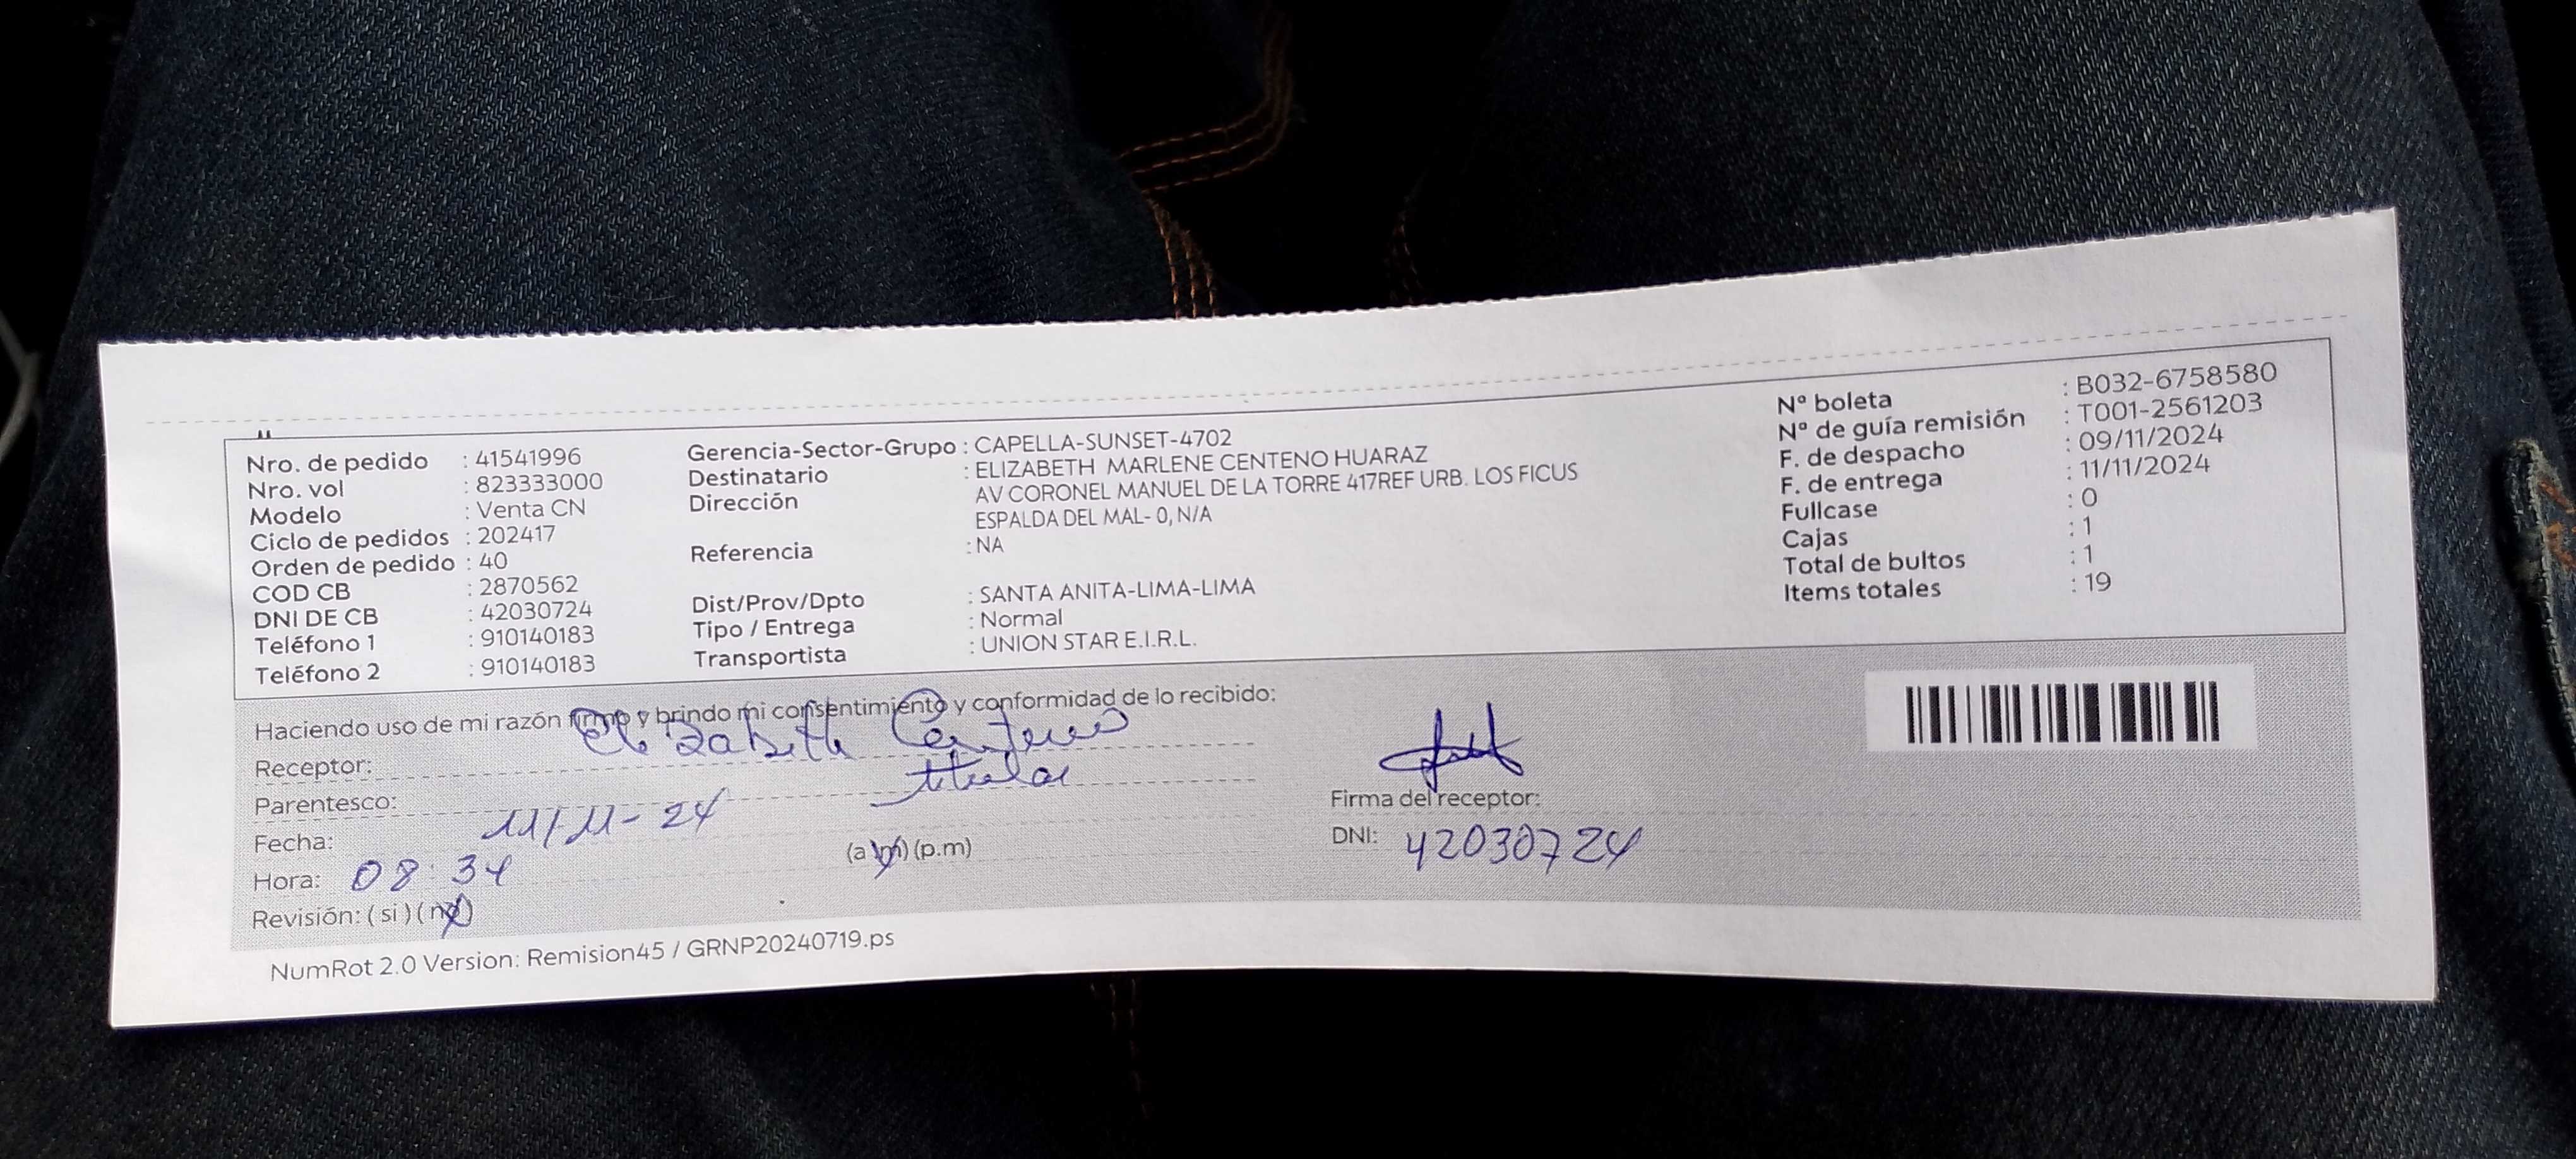 Nro. de pedido : 41541996
Nro. vol : 823333000
Modelo : Venta CN
Ciclo de pedidos : 202417
Orden de pedido : 40
COD CB : 2870562
DNI DE CB : 42030724
Teléfono 1 : 910140183
Teléfono 2 : 910140183
Gerencia-Sector-Grupo : CAPELLA-SUNSET-4702
Destinatario : ELIZABETH MARLENE CENTENO HUARAZ
Dirección AV CORONEL MANUEL DE LA TORRE 417REF URB. LOS FICUS
ESPALDA DEL MAL- 0, N/A
Referencia : NA
Dist/Prov/Dpto : SANTA ANITA-LIMA-LIMA
Tipo / Entrega : Normal
Transportista : UNION STAR E.I.R.L.
Nº boleta : B032-6758580
Nº de guía remisión : T001-2561203
F. de despacho : 09/11/2024
F. de entrega : 11/11/2024
Fullcase : 0
Cajas : 1
Total de bultos : 1
Items totales : 19
Haciendo uso de mi razón firmo y brindo mi consentimiento y conformidad de lo recibido:
Receptor: Elizabeth Centeno
Parentesco: titular
Fecha: 11/11-24
Hora: 08:34 (a.m) (p.m)
Revisión: ( si ) ( no )
Firma del receptor:
DNI: 42030724
NumRot 2.0 Version: Remision45 / GRNP20240719.ps